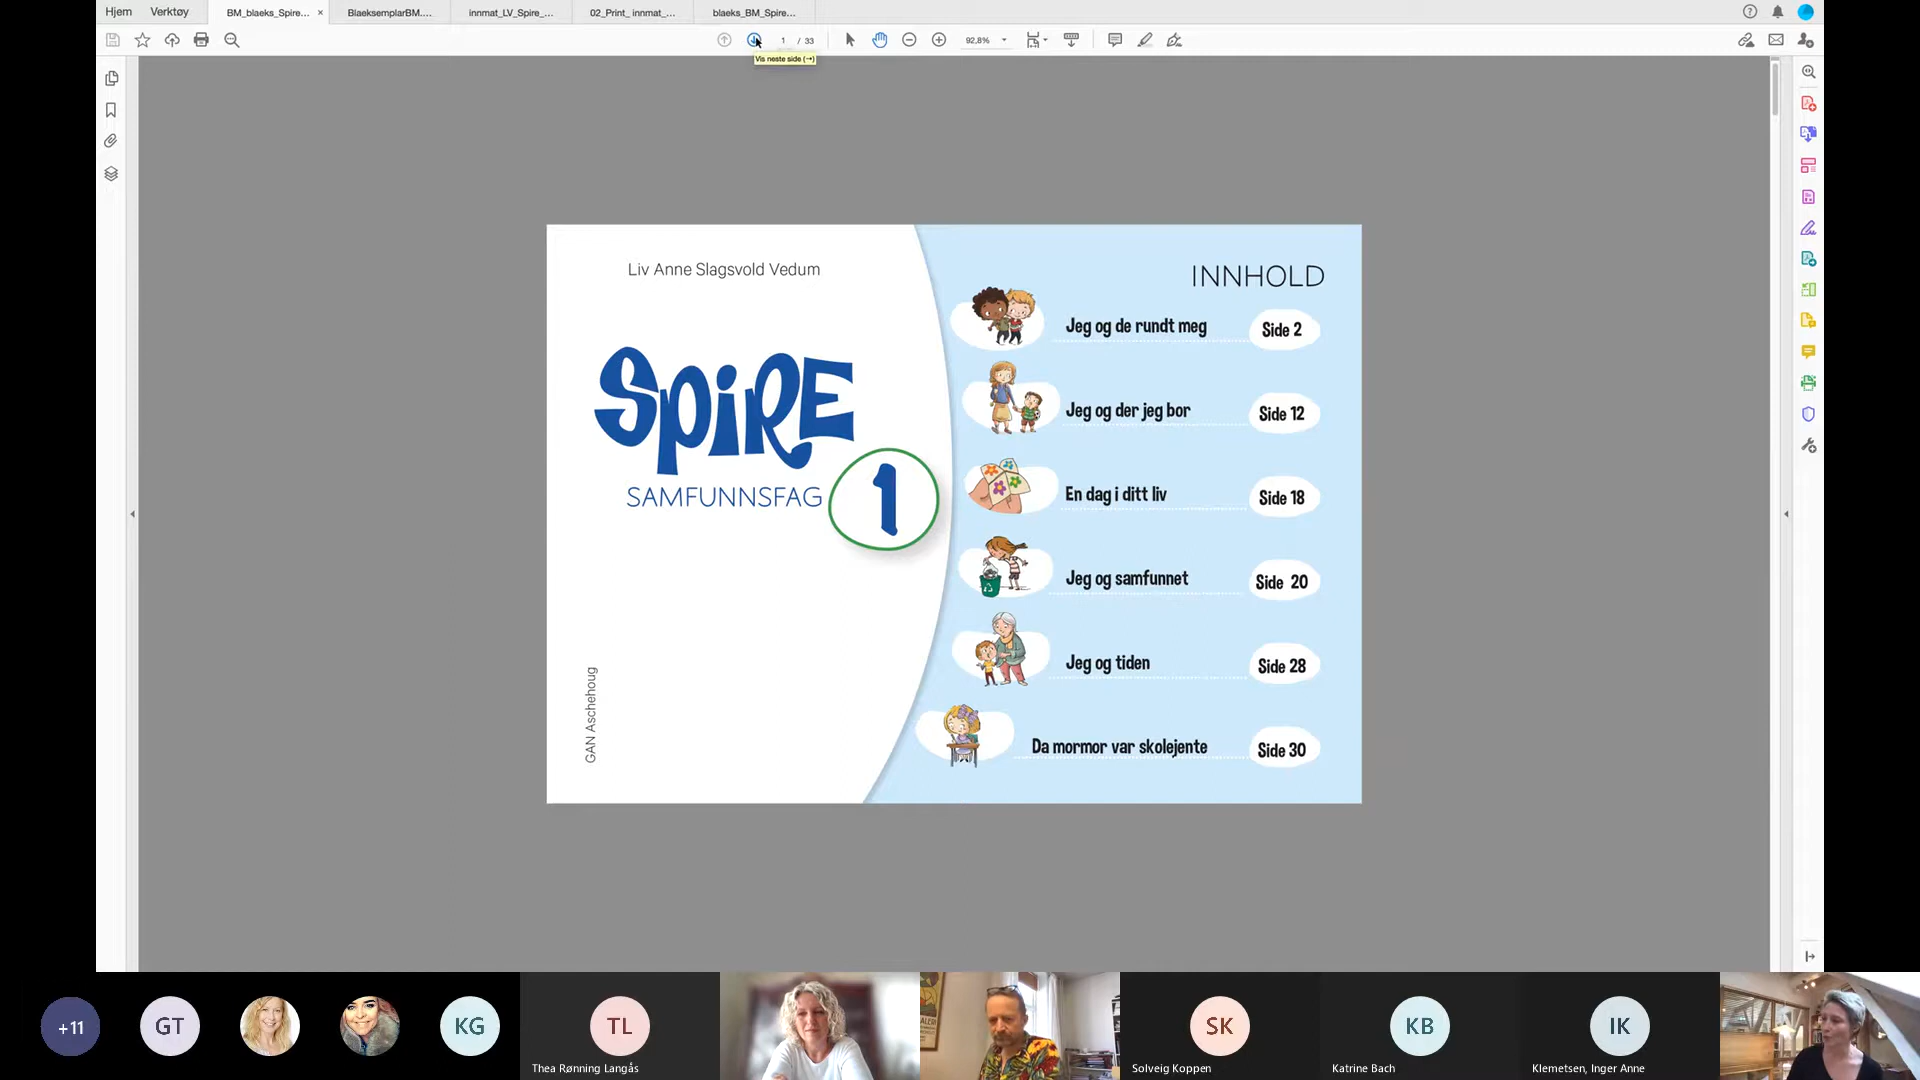 Hjem
Verktøy
BM_blaeks_Spire...
BlaeksemplarBM....
innmat_LV_Spire_...
02_Print_ innmat_...
blaeks_BM_Spire...
1 / 33
92,8%
Vis neste side (→)
Liv Anne Slagsvold Vedum
SPiRE
SAMFUNNSFAG
1
GAN Aschehoug
INNHOLD
Jeg og de rundt meg Side 2
Jeg og der jeg bor Side 12
En dag i ditt liv Side 18
Jeg og samfunnet Side 20
Jeg og tiden Side 28
Da mormor var skolejente Side 30
+11
GT
KG
TL
Thea Rønning Langås
SK
Solveig Koppen
KB
Katrine Bach
IK
Klemetsen, Inger Anne